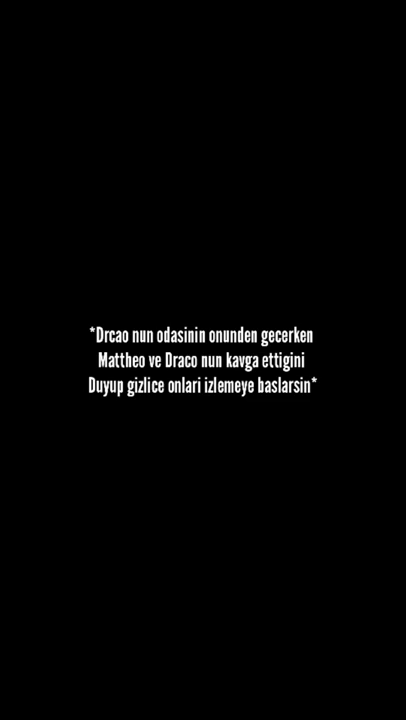 *Drcao nun odasinin onunden gecerken
Mattheo ve Draco nun kavga ettigini
Duyup gizlice onlari izlemeye baslarsin*